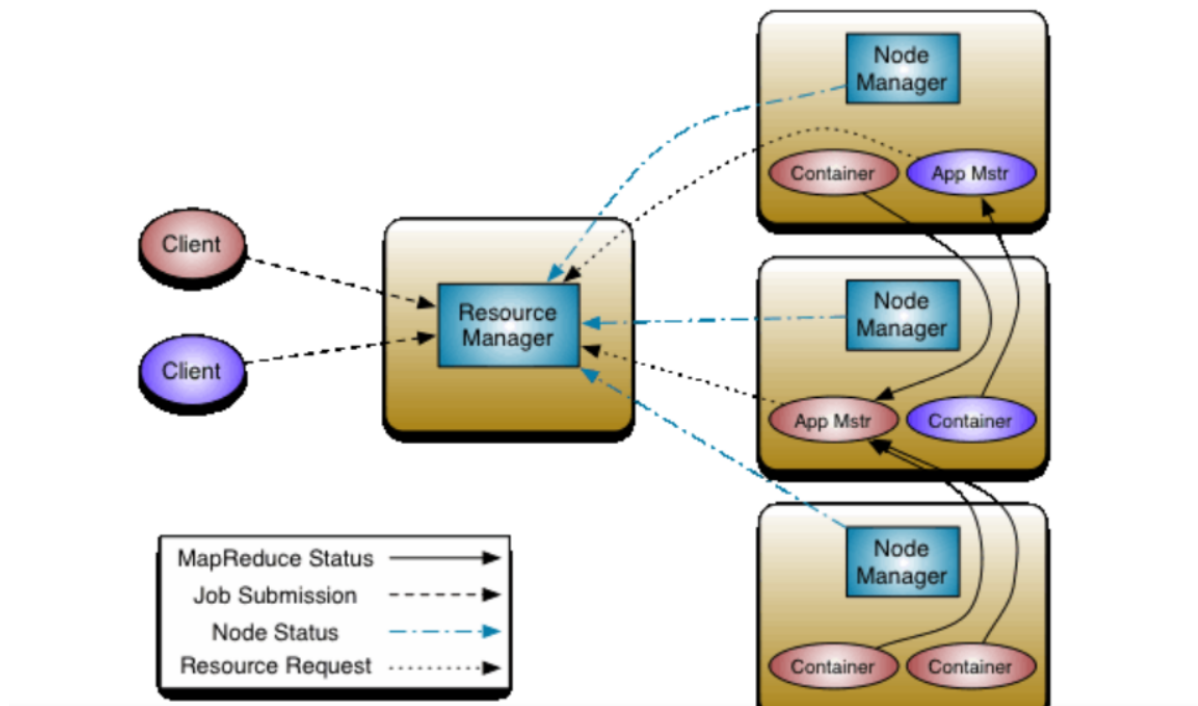 Node
Manager
Container
App Mstr
Client
Resource
Manager
Node
Manager
Client
App Mstr
Container
Node
Manager
MapReduce Status
Job Submission
Node Status
Resource Request
Container
Container